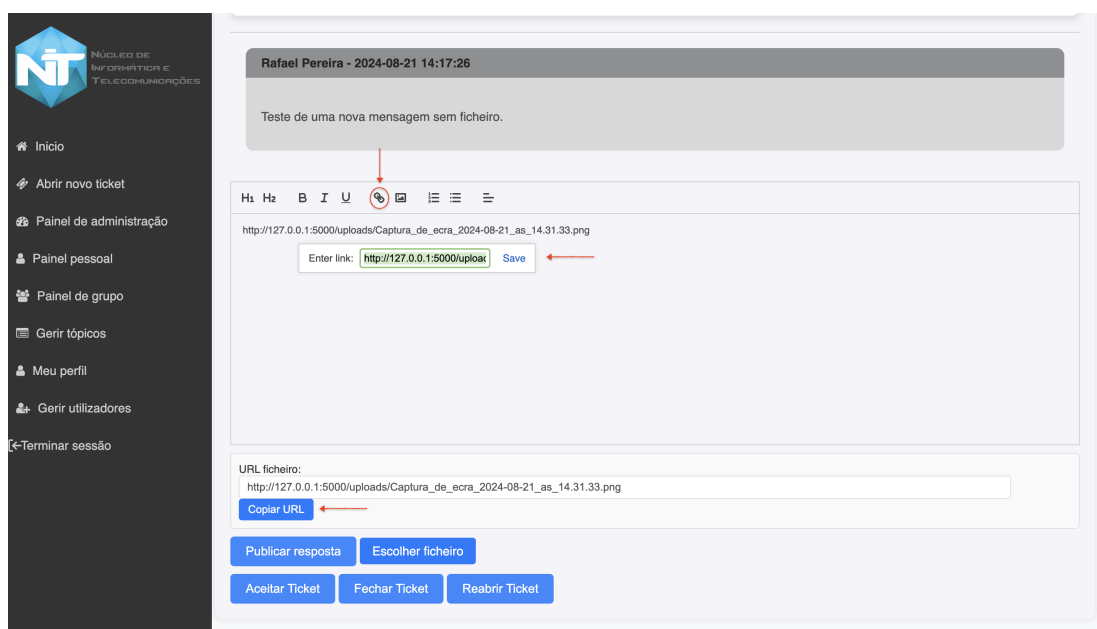 NIT
Núcleo de
Informática e
Telecomunicações
Inicio
Abrir novo ticket
Painel de administração
Painel pessoal
Painel de grupo
Gerir tópicos
Meu perfil
Gerir utilizadores
Terminar sessão
Rafael Pereira - 2024-08-21 14:17:26
Teste de uma nova mensagem sem ficheiro.
H1 H2 B I U
http://127.0.0.1:5000/uploads/Captura_de_ecra_2024-08-21_as_14.31.33.png
Enter link: http://127.0.0.1:5000/uploac Save
URL ficheiro:
http://127.0.0.1:5000/uploads/Captura_de_ecra_2024-08-21_as_14.31.33.png
Copiar URL
Publicar resposta Escolher ficheiro
Aceitar Ticket Fechar Ticket Reabrir Ticket